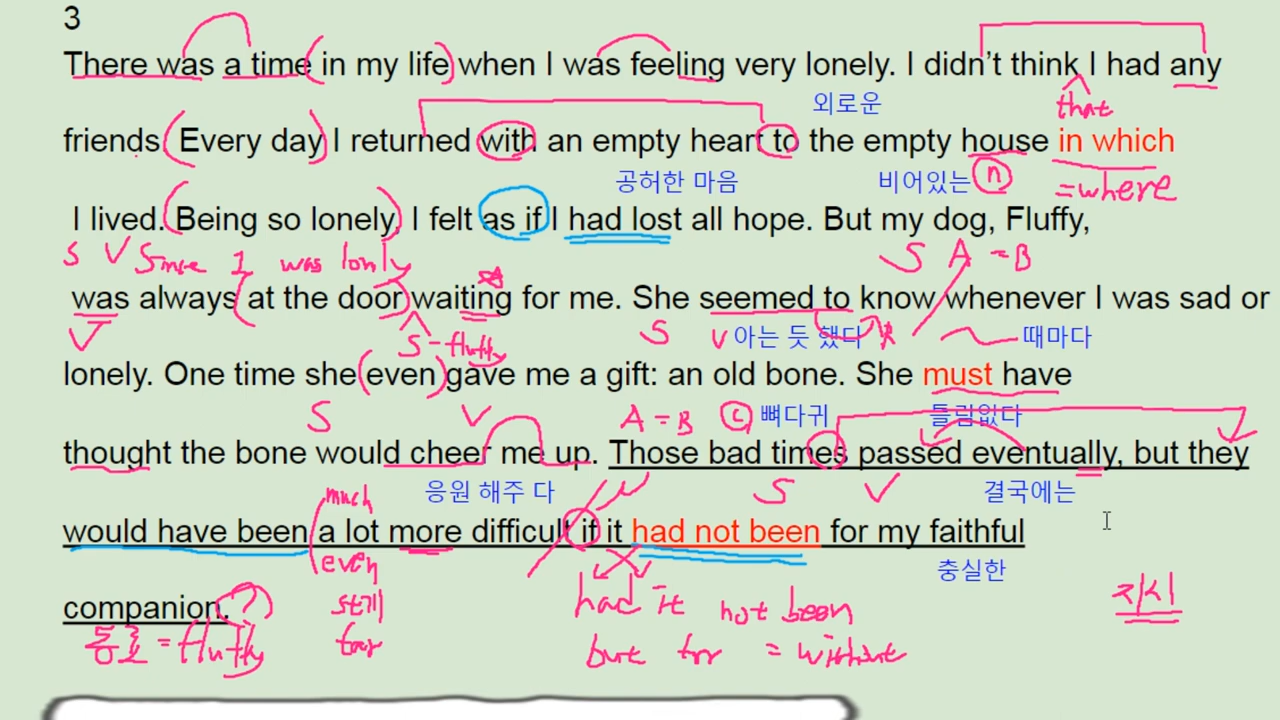 3
There was a time in my life when I was feeling very lonely. I didn't think I had any
외로운 that
friends. Every day I returned with an empty heart to the empty house in which
공허한 마음 비어있는 n = where
I lived. Being so lonely, I felt as if I had lost all hope. But my dog, Fluffy,
S V Since I was lonly S A = B
was always at the door waiting for me. She seemed to know whenever I was sad or
V S - fluffy S V 아는 듯 했다 R 때마다
lonely. One time she even gave me a gift: an old bone. She must have
S V A = B C 뼈다귀 틀림없다
thought the bone would cheer me up. Those bad times passed eventually, but they
much 응원 해주 다 S V 결국에는
would have been a lot more difficult if it had not been for my faithful
even 충실한
companion. ? still had it not been 지시
동료 = fluffy far but for = without